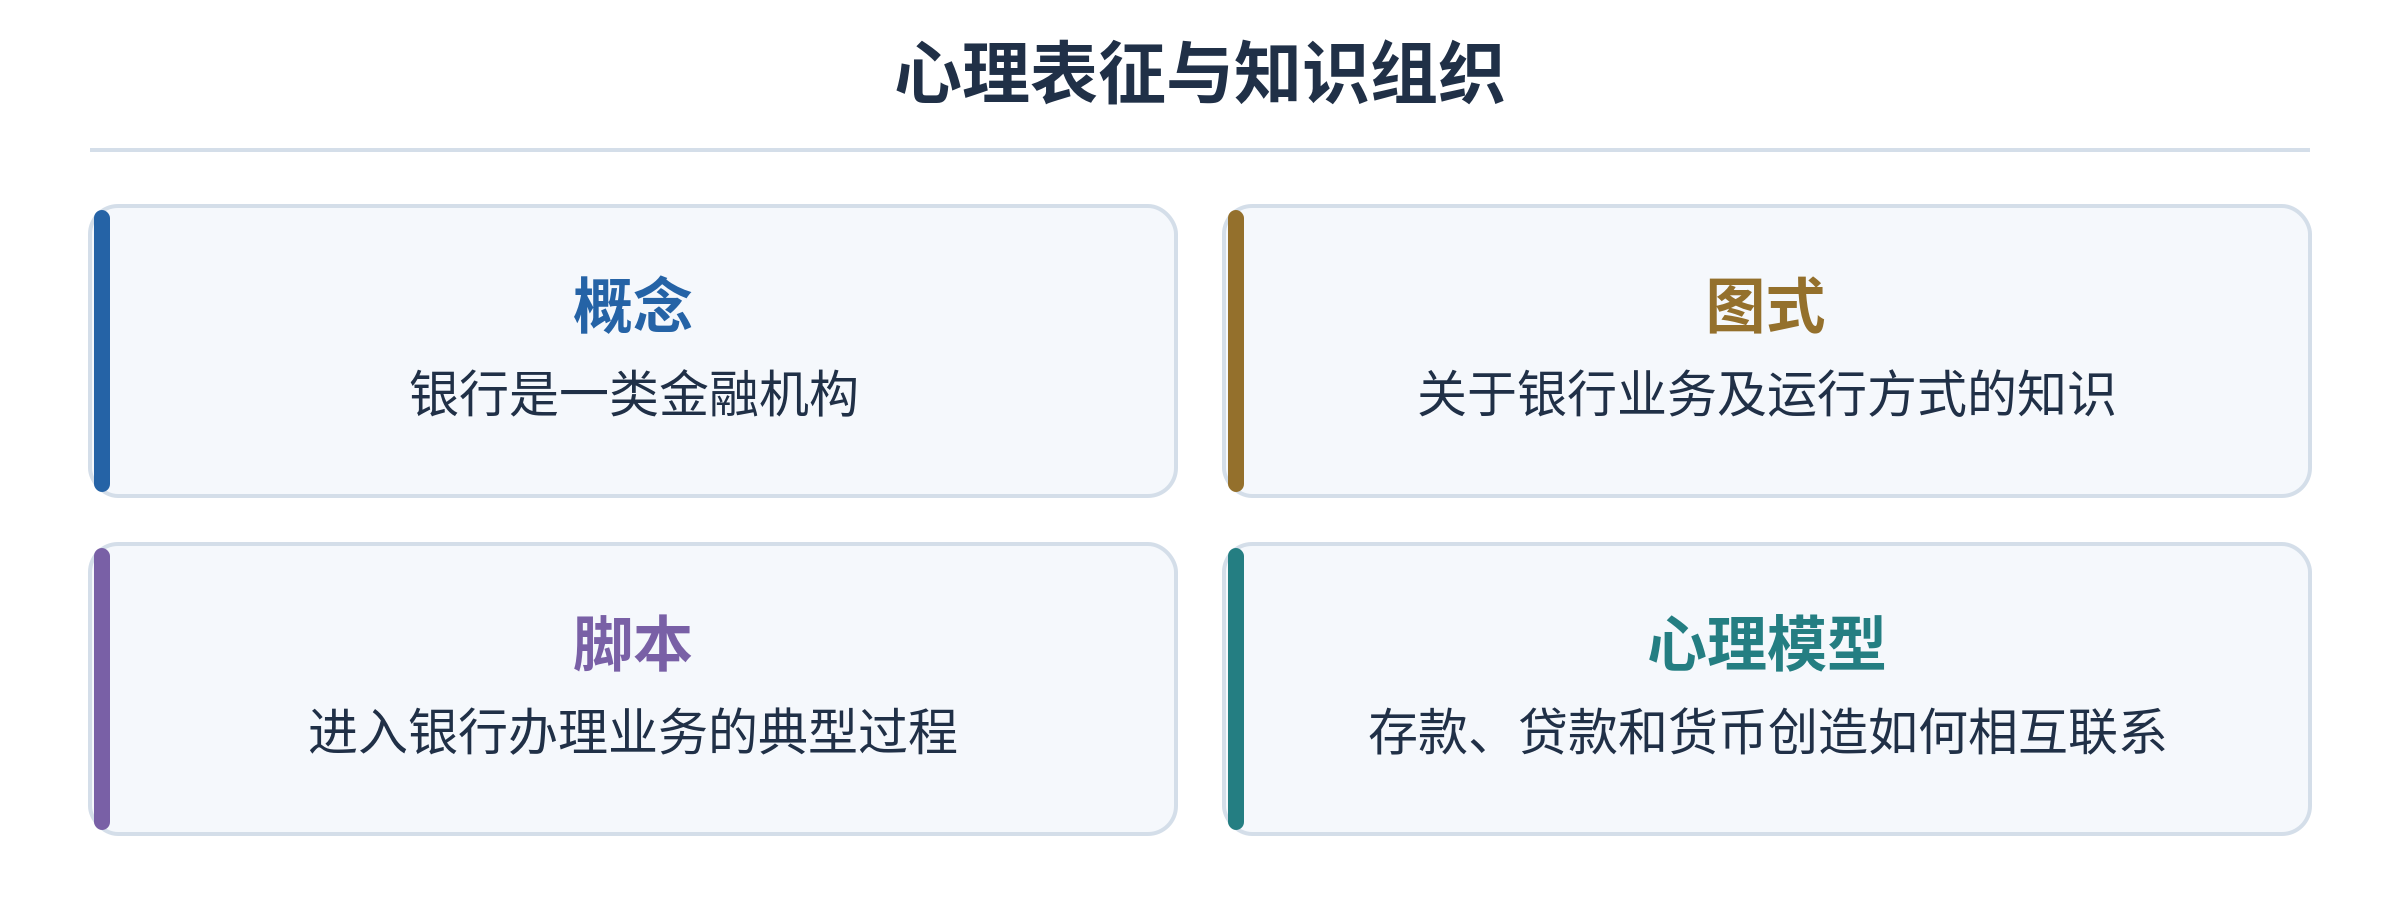 心理表征与知识组织
概念
银行是一类金融机构
图式
关于银行业务及运行方式的知识
脚本
进入银行办理业务的典型过程
心理模型
存款、贷款和货币创造如何相互联系